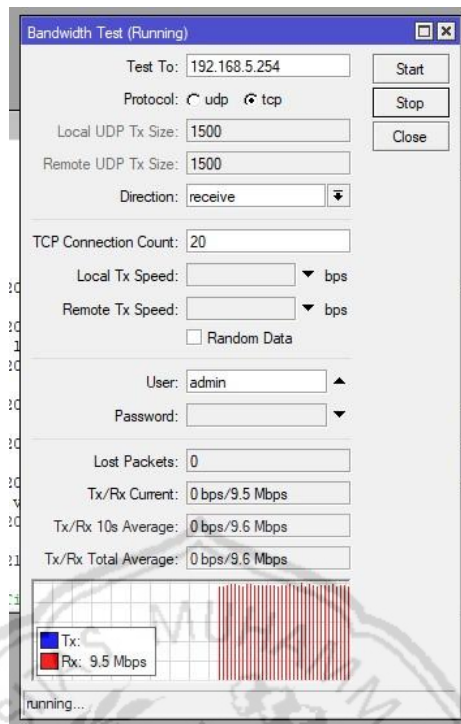 Bandwidth Test (Running)
Test To: 192.168.5.254
Start
Protocol: udp tcp
Stop
Local UDP Tx Size: 1500
Close
Remote UDP Tx Size: 1500
Direction: receive
TCP Connection Count: 20
Local Tx Speed: bps
Remote Tx Speed: bps
Random Data
User: admin
Password:
Lost Packets: 0
Tx/Rx Current: 0 bps/9.5 Mbps
Tx/Rx 10s Average: 0 bps/9.6 Mbps
Tx/Rx Total Average: 0 bps/9.6 Mbps
Tx:
Rx: 9.5 Mbps
running...
MUHAMM